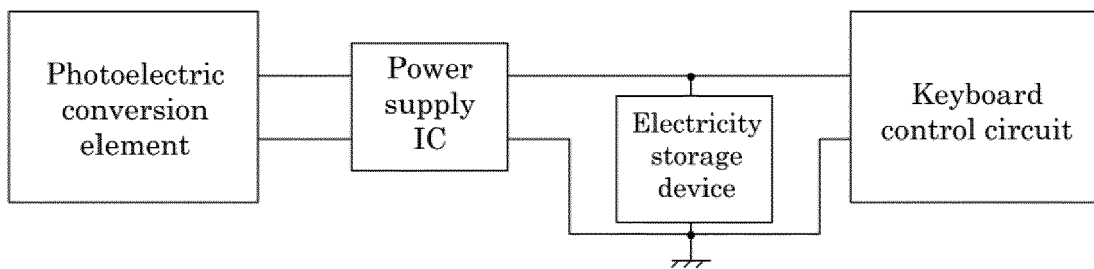 Photoelectric
conversion
element
Power
supply
IC
Electricity
storage
device
Keyboard
control circuit